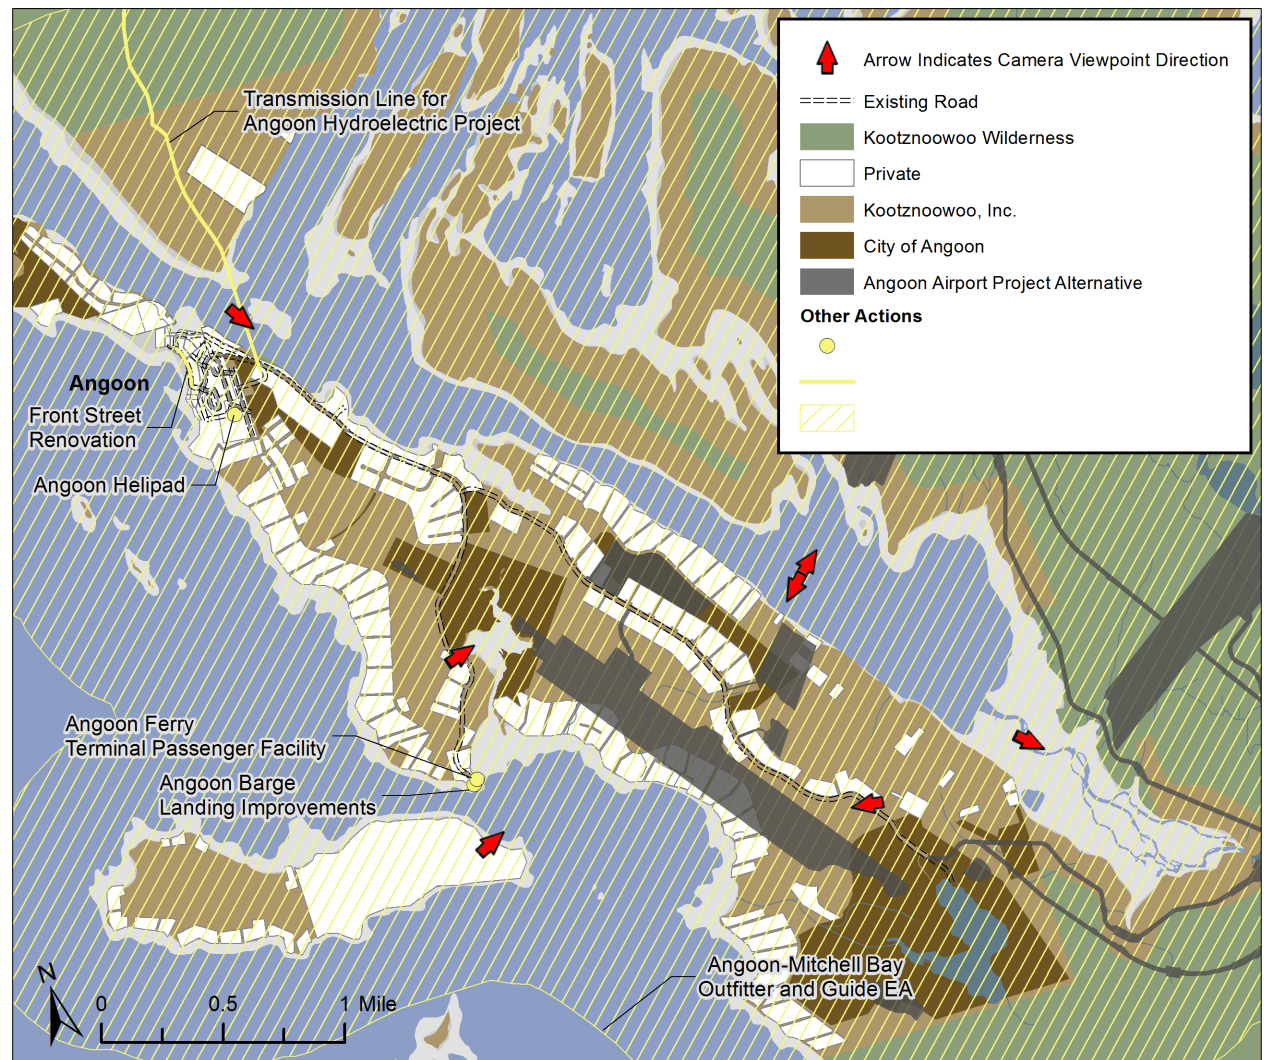 Arrow Indicates Camera Viewpoint Direction
Existing Road
Kootznoowoo Wilderness
Private
Kootznoowoo, Inc.
City of Angoon
Angoon Airport Project Alternative
Other Actions
Transmission Line for
Angoon Hydroelectric Project
Angoon
Front Street
Renovation
Angoon Helipad
Angoon Ferry
Terminal Passenger Facility
Angoon Barge
Landing Improvements
Angoon-Mitchell Bay
Outfitter and Guide EA
N
0 0.5 1 Mile